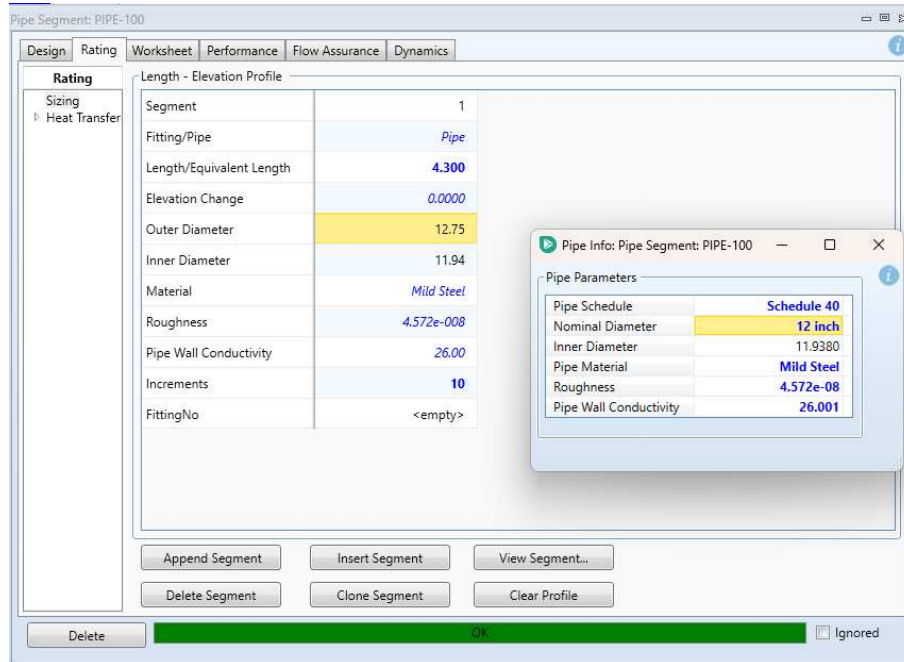 Pipe Segment: PIPE-100
Design Rating Worksheet Performance Flow Assurance Dynamics
Rating
Sizing
Heat Transfer
Length - Elevation Profile
Segment 1
Fitting/Pipe Pipe
Length/Equivalent Length 4.300
Elevation Change 0.0000
Outer Diameter 12.75
Inner Diameter 11.94
Material Mild Steel
Roughness 4.572e-008
Pipe Wall Conductivity 26.00
Increments 10
FittingNo <empty>
Pipe Info: Pipe Segment: PIPE-100
Pipe Parameters
Pipe Schedule Schedule 40
Nominal Diameter 12 inch
Inner Diameter 11.9380
Pipe Material Mild Steel
Roughness 4.572e-08
Pipe Wall Conductivity 26.001
Append Segment Insert Segment View Segment...
Delete Segment Clone Segment Clear Profile
Delete OK Ignored